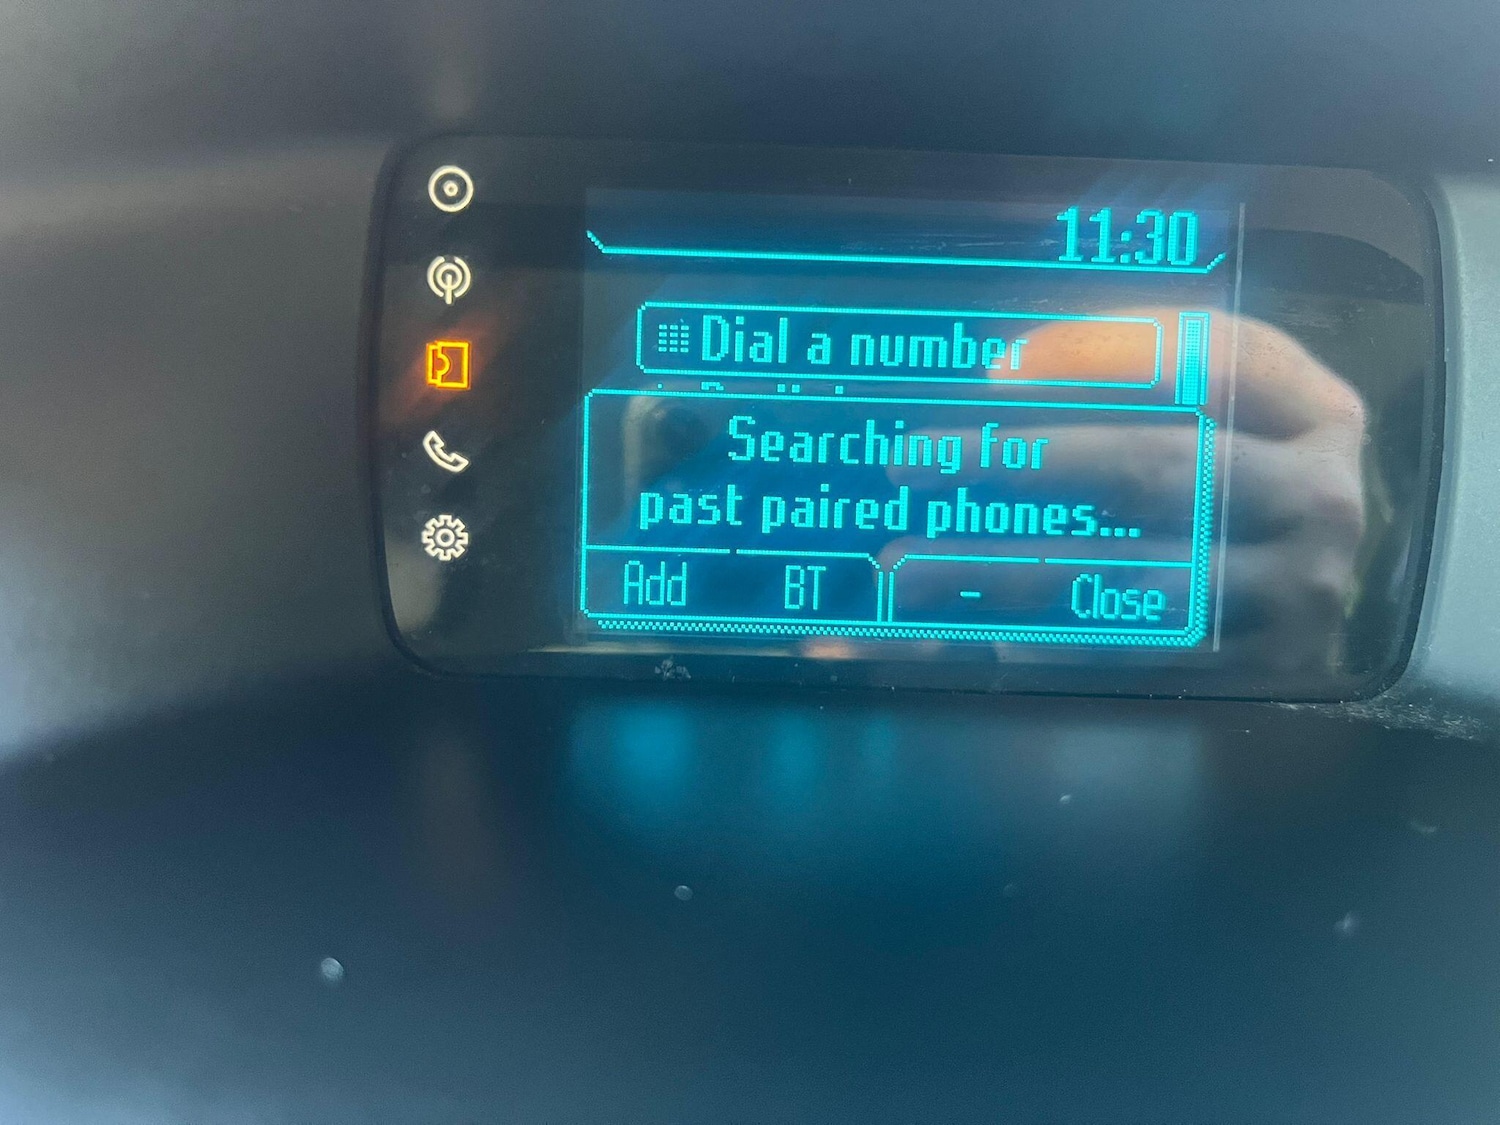 11:30
Dial a number
Searching for
past paired phones...
Add BT - Close